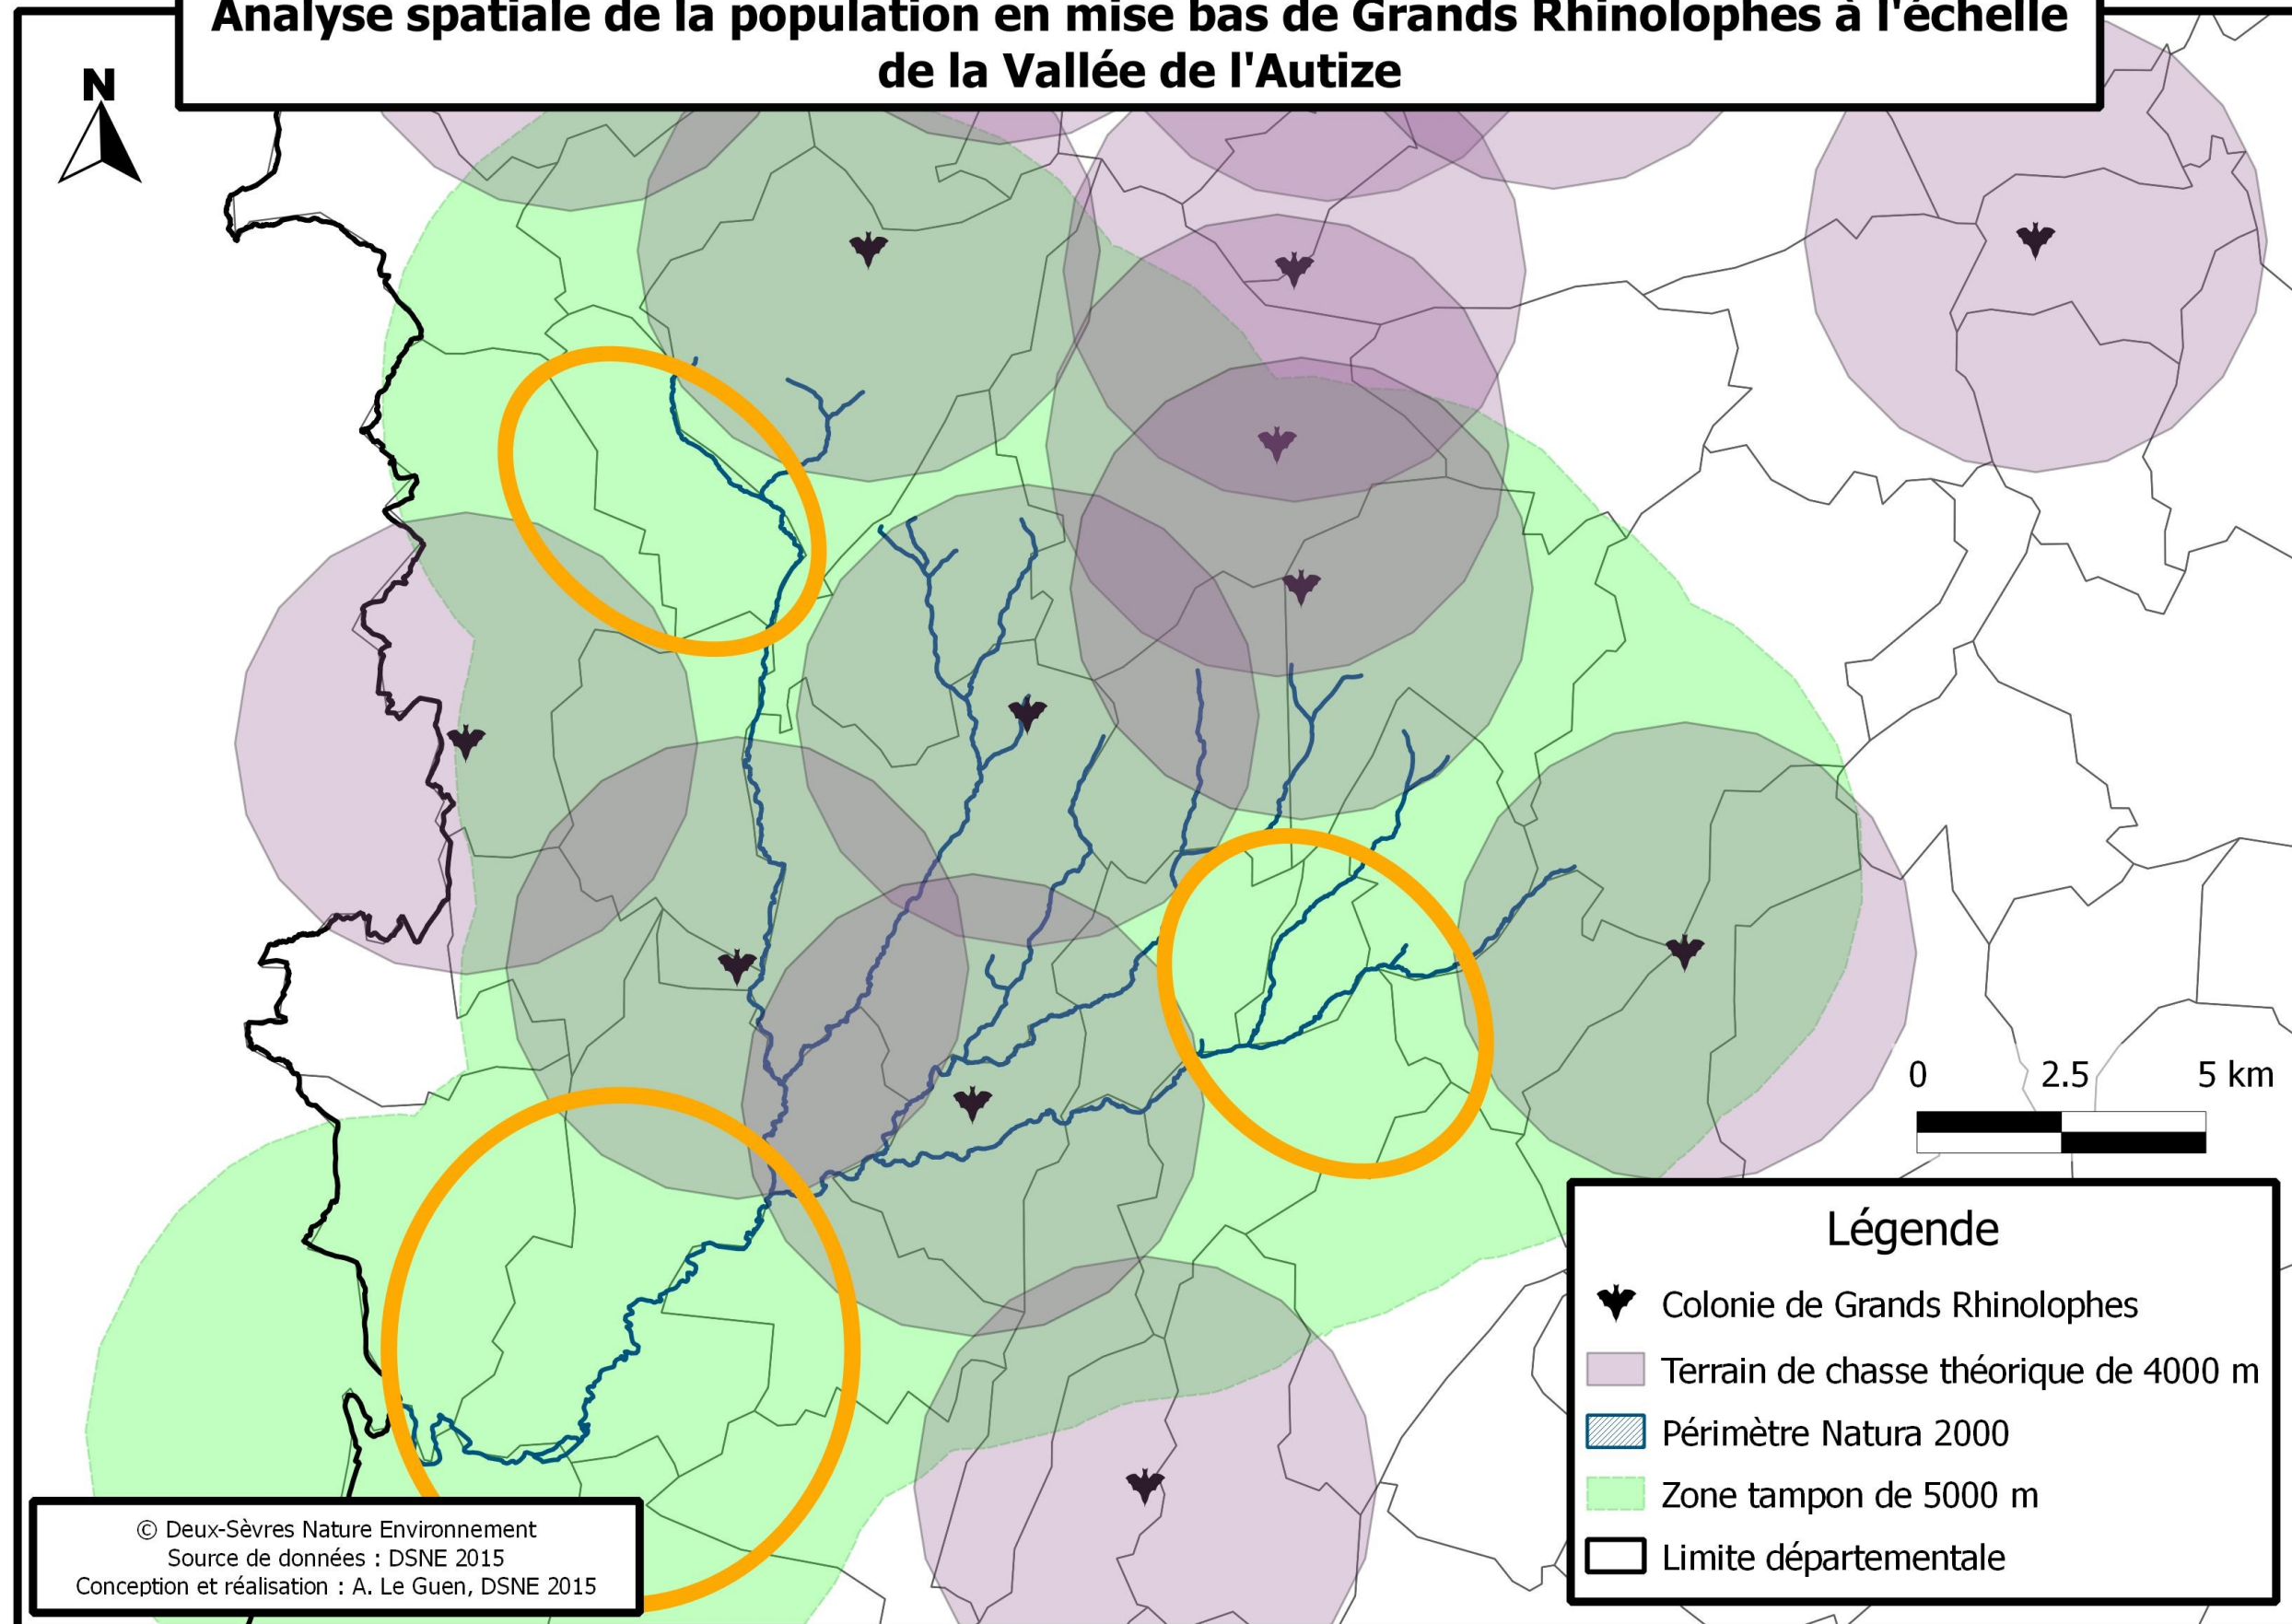 Analyse spatiale de la population en mise bas de Grands Rhinolophes à l'échelle
de la Vallée de l'Autize
N
0 2.5 5 km
Légende
Colonie de Grands Rhinolophes
Terrain de chasse théorique de 4000 m
Périmètre Natura 2000
Zone tampon de 5000 m
Limite départementale
© Deux-Sèvres Nature Environnement
Source de données : DSNE 2015
Conception et réalisation : A. Le Guen, DSNE 2015